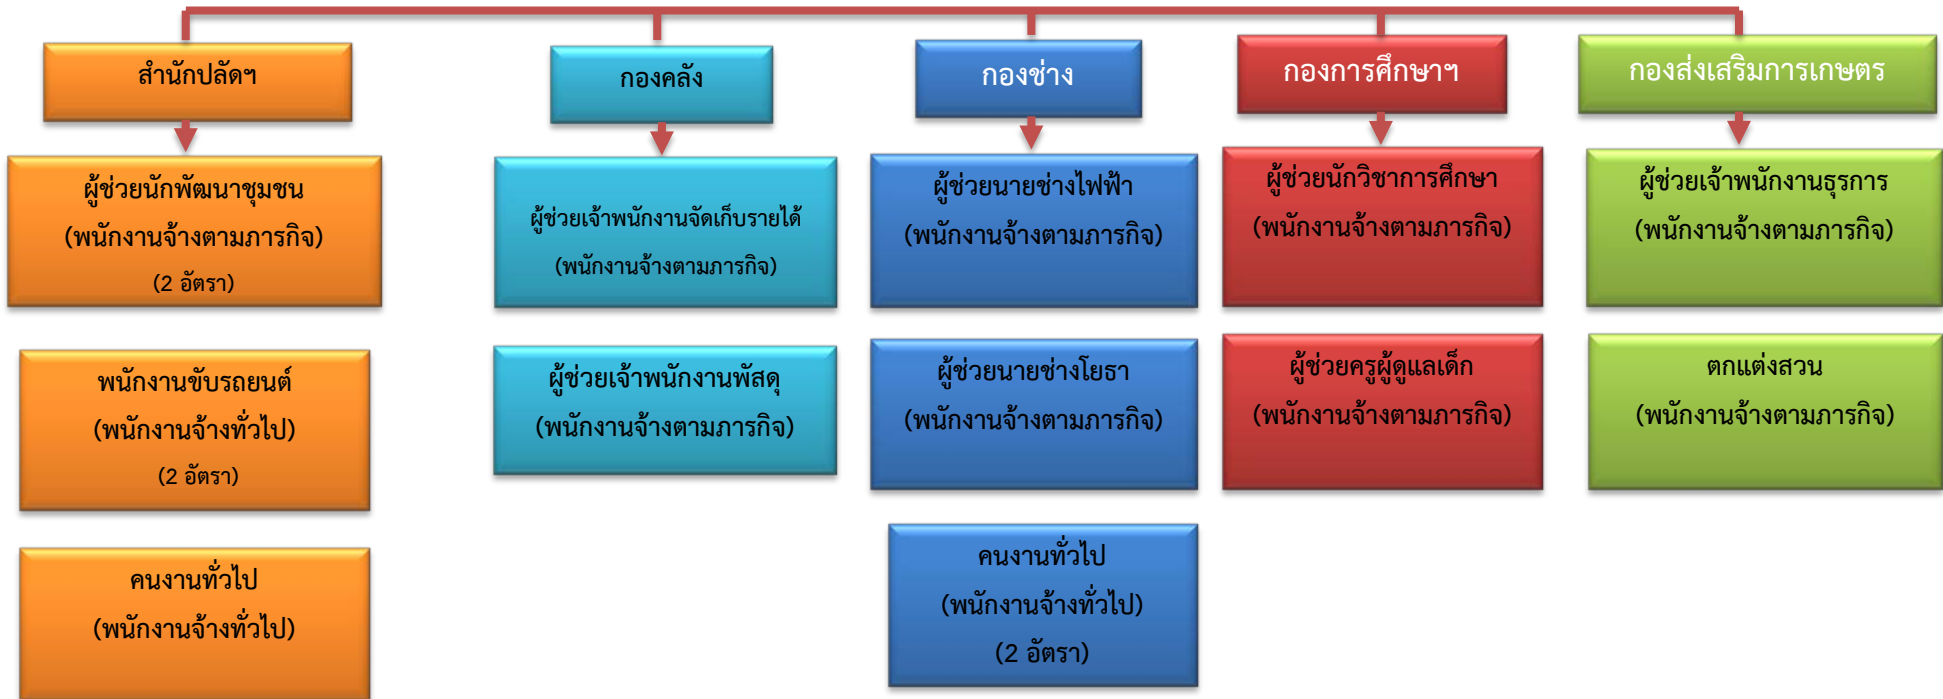 สำนักปลัดฯ
กองคลัง
กองช่าง
กองการศึกษาฯ
กองส่งเสริมการเกษตร
ผู้ช่วยนักพัฒนาชุมชน
(พนักงานจ้างตามภารกิจ)
(2 อัตรา)
ผู้ช่วยเจ้าพนักงานจัดเก็บรายได้
(พนักงานจ้างตามภารกิจ)
ผู้ช่วยนายช่างไฟฟ้า
(พนักงานจ้างตามภารกิจ)
ผู้ช่วยนักวิชาการศึกษา
(พนักงานจ้างตามภารกิจ)
ผู้ช่วยเจ้าพนักงานธุรการ
(พนักงานจ้างตามภารกิจ)
พนักงานขับรถยนต์
(พนักงานจ้างทั่วไป)
(2 อัตรา)
ผู้ช่วยเจ้าพนักงานพัสดุ
(พนักงานจ้างตามภารกิจ)
ผู้ช่วยนายช่างโยธา
(พนักงานจ้างตามภารกิจ)
ผู้ช่วยครูผู้ดูแลเด็ก
(พนักงานจ้างตามภารกิจ)
ตกแต่งสวน
(พนักงานจ้างตามภารกิจ)
คนงานทั่วไป
(พนักงานจ้างทั่วไป)
คนงานทั่วไป
(พนักงานจ้างทั่วไป)
(2 อัตรา)